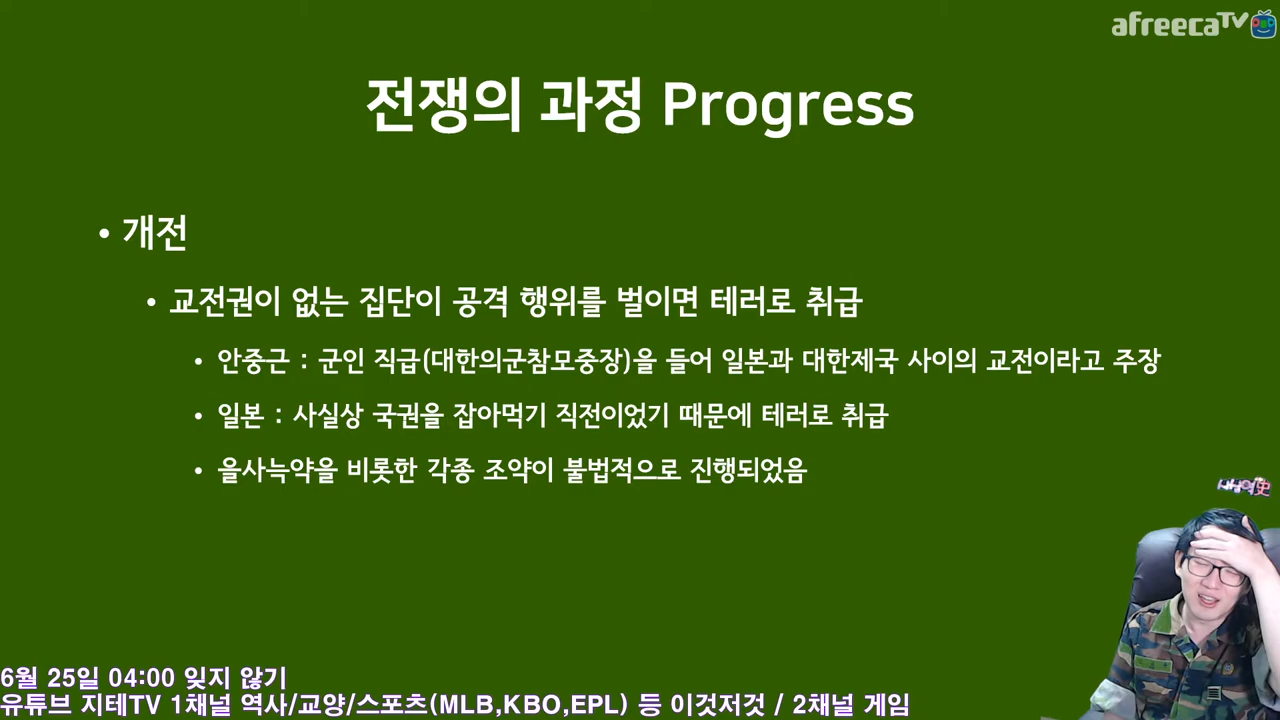 afreecaTV
전쟁의 과정 Progress
• 개전
• 교전권이 없는 집단이 공격 행위를 벌이면 테러로 취급
• 안중근 : 군인 직급(대한의군참모중장)을 들어 일본과 대한제국 사이의 교전이라고 주장
• 일본 : 사실상 국권을 잡아먹기 직전이었기 때문에 테러로 취급
• 을사늑약을 비롯한 각종 조약이 불법적으로 진행되었음
6월 25일 04:00 잊지 않기
유튜브 지테TV 1채널 역사/교양/스포츠(MLB,KBO,EPL) 등 이것저것 / 2채널 게임